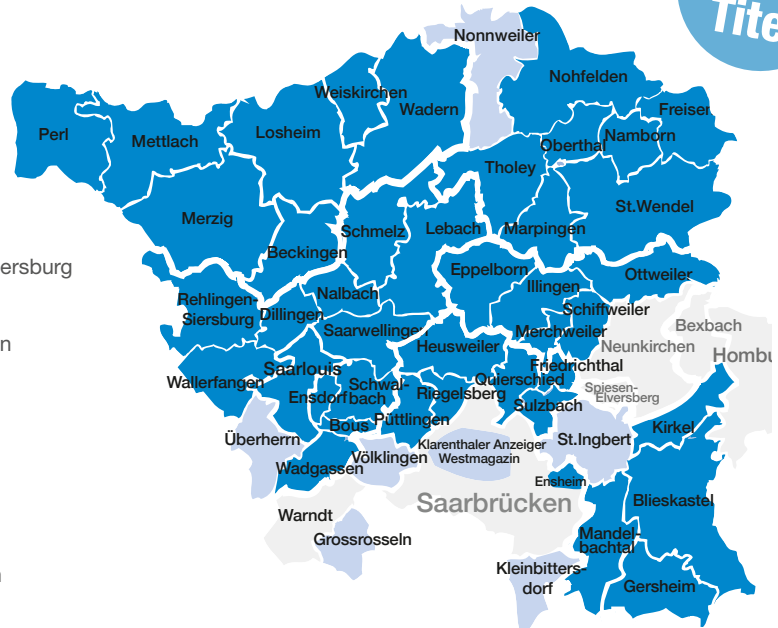 Tite
Nonnweiler
Nohfelden
Weiskirchen
Wadern
Freisen
Perl
Mettlach
Losheim
Oberthal
Namborn
Tholey
St.Wendel
Merzig
Schmelz
Lebach
Marpingen
Beckingen
ersburg
Eppelborn
Ottweiler
Illingen
Nalbach
Rehlingen-
Siersburg
Dillingen
Schiffweiler
Saarwellingen
Merchweiler
Bexbach
n
Heusweiler
Neunkirchen
Hombu
Friedrichthal
Saarlouis
Wallerfangen
Quierschied
Schwal-
bach
Ensdorf
Riegelsberg
Spiesen-
Elversberg
Sulzbach
Bous
Püttlingen
Kirkel
Überherrn
Klarenthaler Anzeiger
Westmagazin
St.Ingbert
Völklingen
Wadgassen
Ensheim
Saarbrücken
Blieskastel
Warndt
Grossrosseln
Mandel-
bachtal
Kleinbitters-
dorf
Gersheim